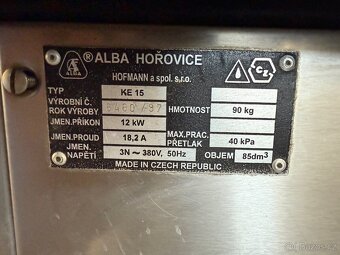 ® ALBA HOŘOVICE
ALBA
HOFMANN a spol. s.r.o.
TYP KE 15
VÝROBNÍ Č.
ROK VÝROBY 6480/97 HMOTNOST 90 kg
JMEN.PŘÍKON 12 kW
JMEN.PROUD 18,2 A MAX.PRAC. PŘETLAK 40 kPa
JMEN. NAPĚTÍ 3N ~ 380V, 50Hz OBJEM 85dm³
MADE IN CZECH REPUBLIC